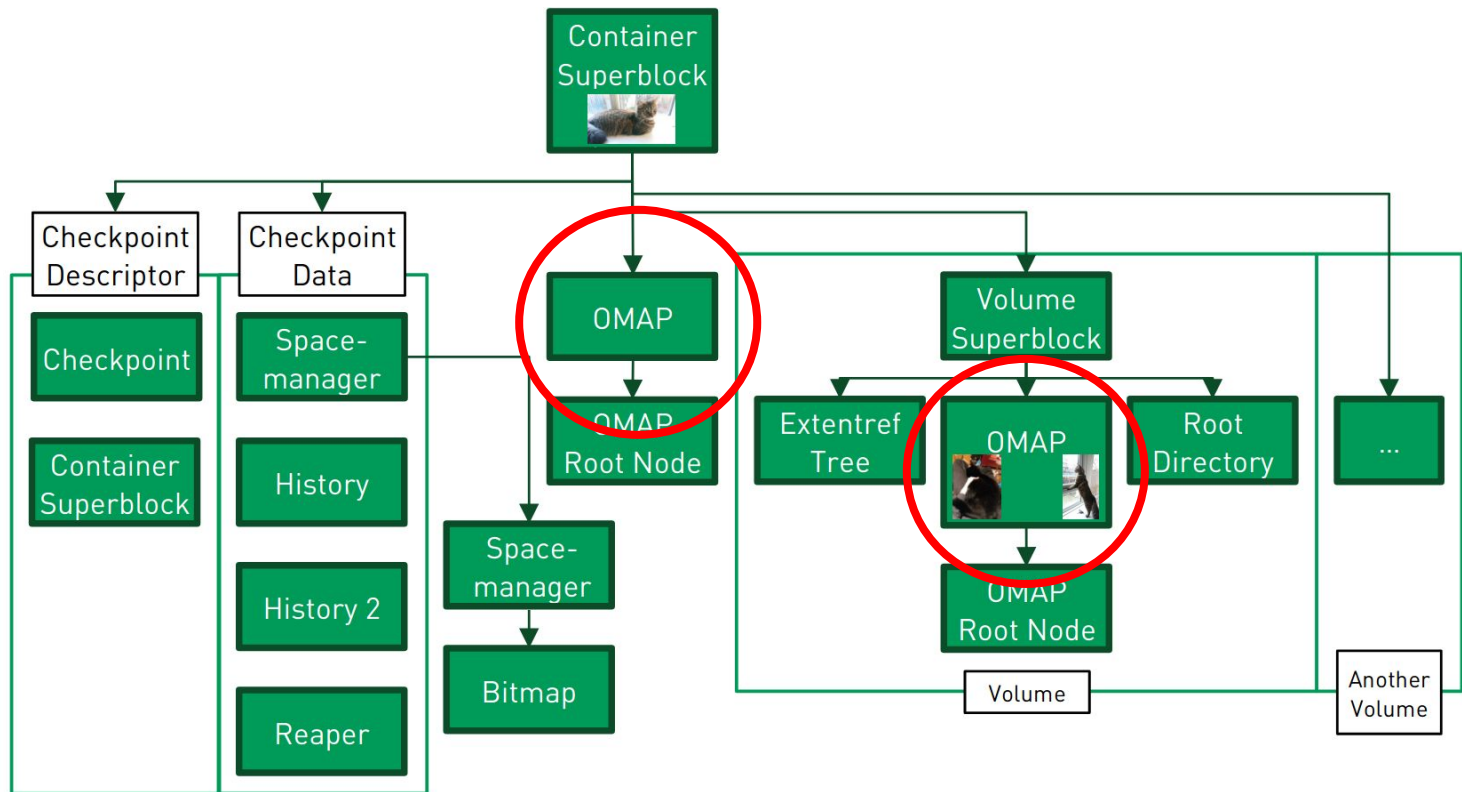 Container
Superblock
Checkpoint
Descriptor
Checkpoint
Data
Checkpoint
Container
Superblock
Space-
manager
History
History 2
Reaper
Space-
manager
Bitmap
OMAP
OMAP
Root Node
Volume
Superblock
Extentref
Tree
OMAP
Root
Directory
OMAP
Root Node
Volume
...
Another
Volume